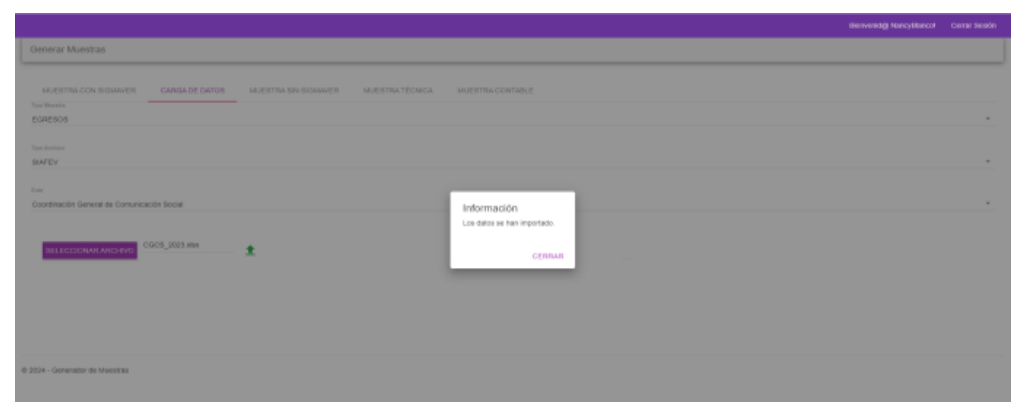 Bienvenid@ NancyBlanco! Cerrar Sesión
Generar Muestras
MUESTRA CON SIGMAVER CARGA DE DATOS MUESTRA SIN SIGMAVER MUESTRA TÉCNICA MUESTRA CONTABLE
Tipo Muestra
EGRESOS
Tipo Archivo
SIAFEV
Ente
Coordinación General de Comunicación Social
SELECCIONAR ARCHIVO CGCS_2023.xlsx
Información
Los datos se han importado.
CERRAR
© 2024 - Generador de Muestras